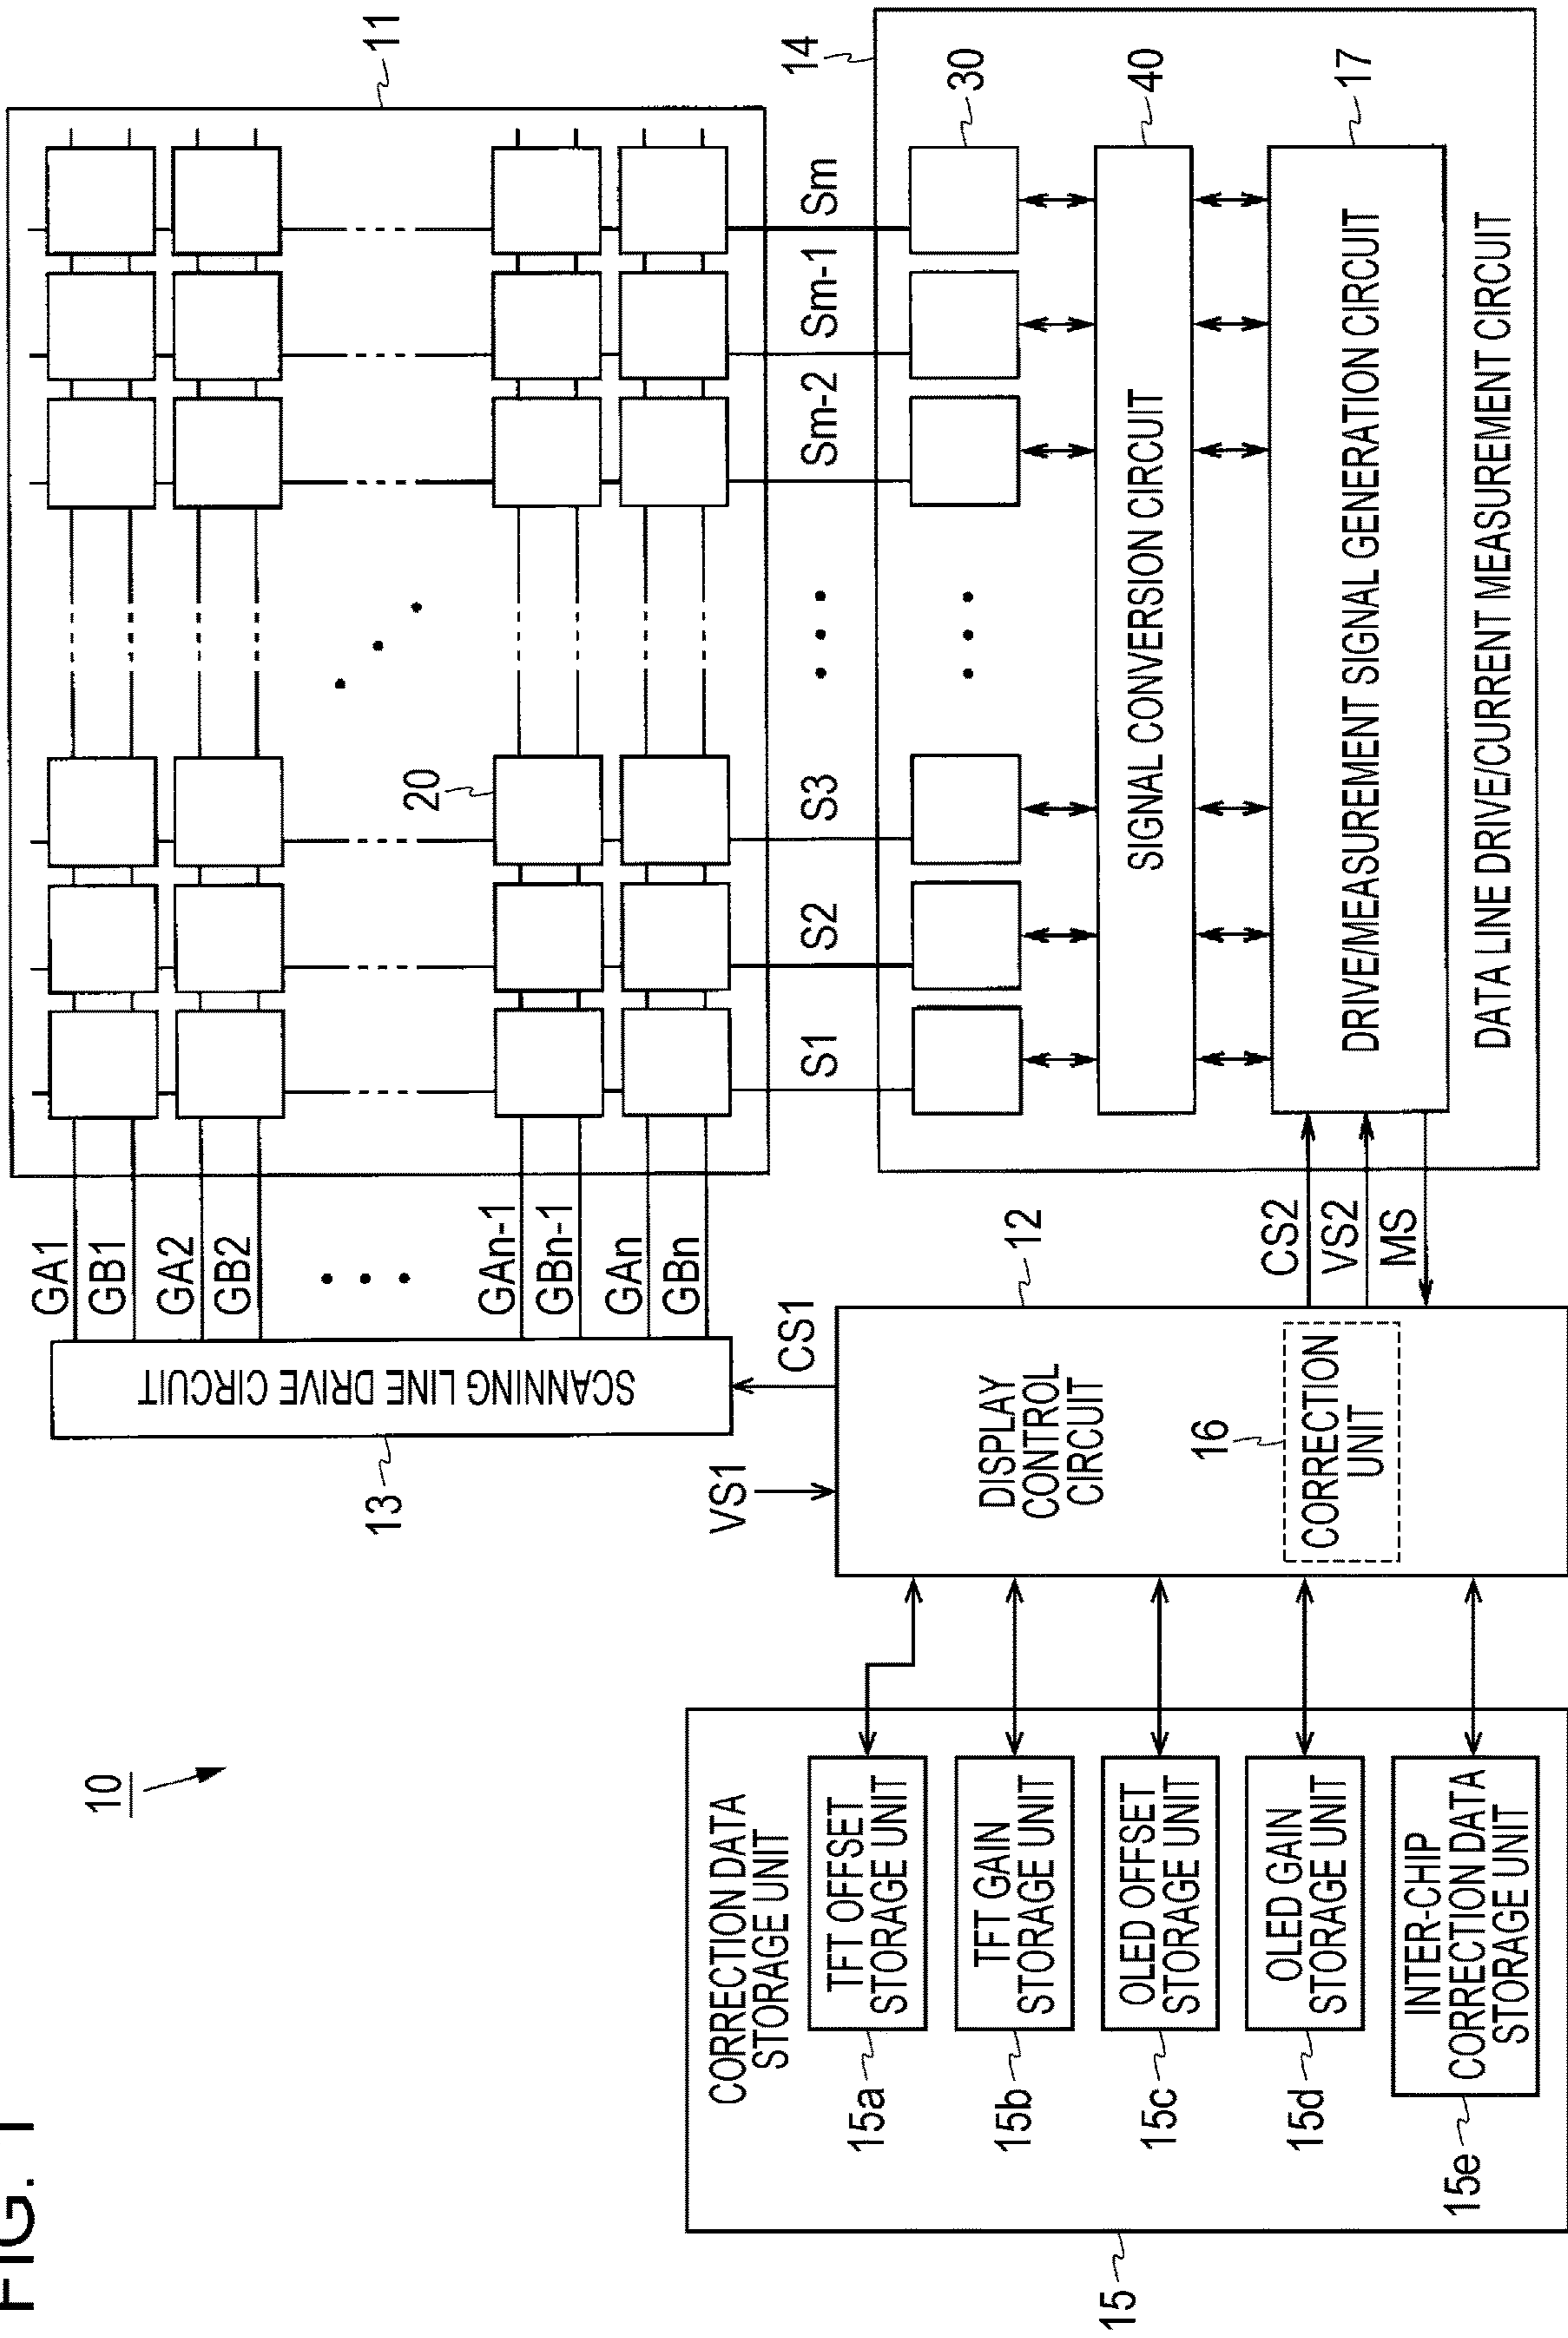 FIG. 1
10
11
GA1
GB1
GA2
GB2
GAn-1
GBn-1
GAn
GBn
20
SCANNING LINE DRIVE CIRCUIT
13
S1
S2
S3
Sm-2
Sm-1
Sm
14
30
SIGNAL CONVERSION CIRCUIT
40
DRIVE/MEASUREMENT SIGNAL GENERATION CIRCUIT
17
DATA LINE DRIVE/CURRENT MEASUREMENT CIRCUIT
VS1
CS1
12
DISPLAY
CONTROL
CIRCUIT
16
CORRECTION
UNIT
CS2
VS2
MS
CORRECTION DATA
STORAGE UNIT
TFT OFFSET
STORAGE UNIT
15a
TFT GAIN
STORAGE UNIT
15b
OLED OFFSET
STORAGE UNIT
15c
OLED GAIN
STORAGE UNIT
15d
INTER-CHIP
CORRECTION DATA
STORAGE UNIT
15e
15